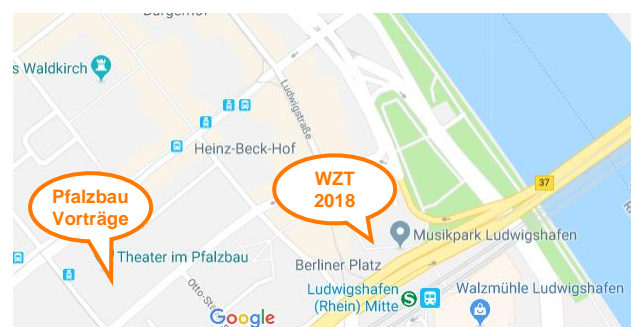 Bürgerhof
s Waldkirch
Ludwigstraße
Heinz-Beck-Hof
37
WZT
2018
Pfalzbau
Vorträge
Musikpark Ludwigshafen
Theater im Pfalzbau
Berliner Platz
Otto-Ste
Ludwigshafen
(Rhein) Mitte
S
Walzmühle Ludwigshafen
Google